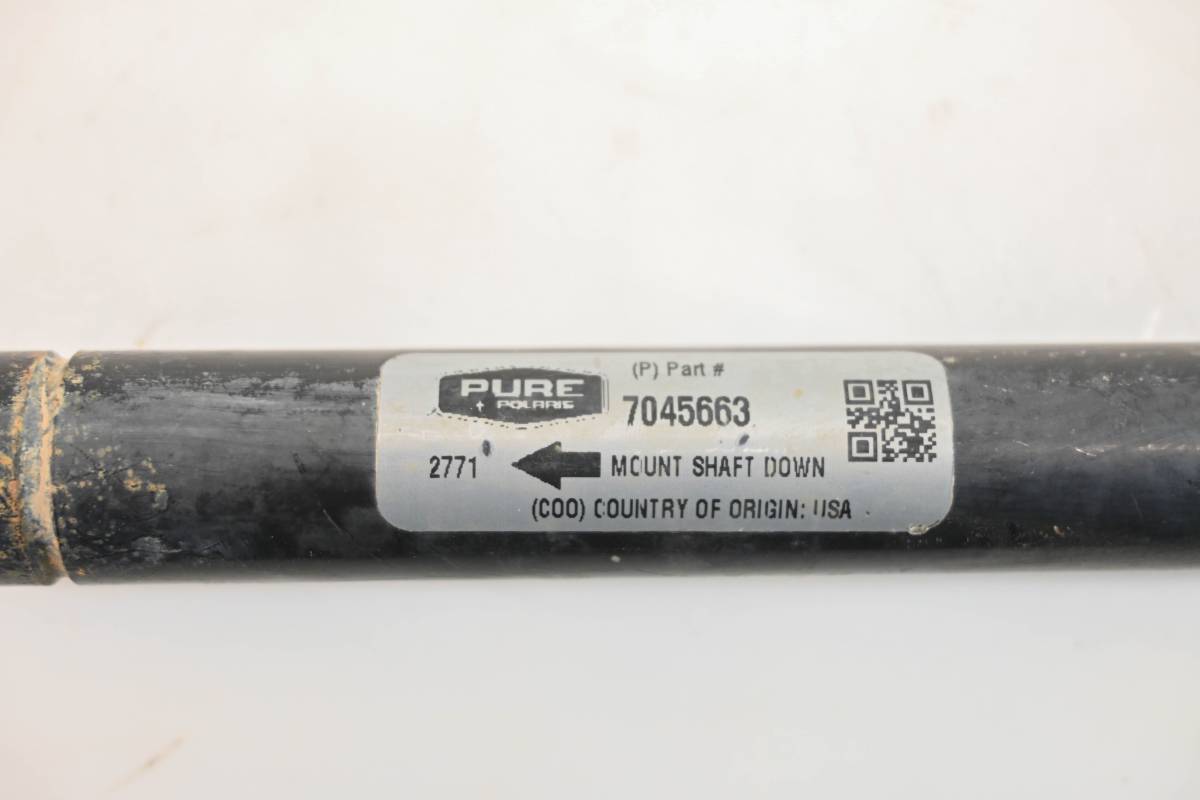 PURE
POLARIS
(P) Part #
7045663
2771 MOUNT SHAFT DOWN
(COO) COUNTRY OF ORIGIN: USA